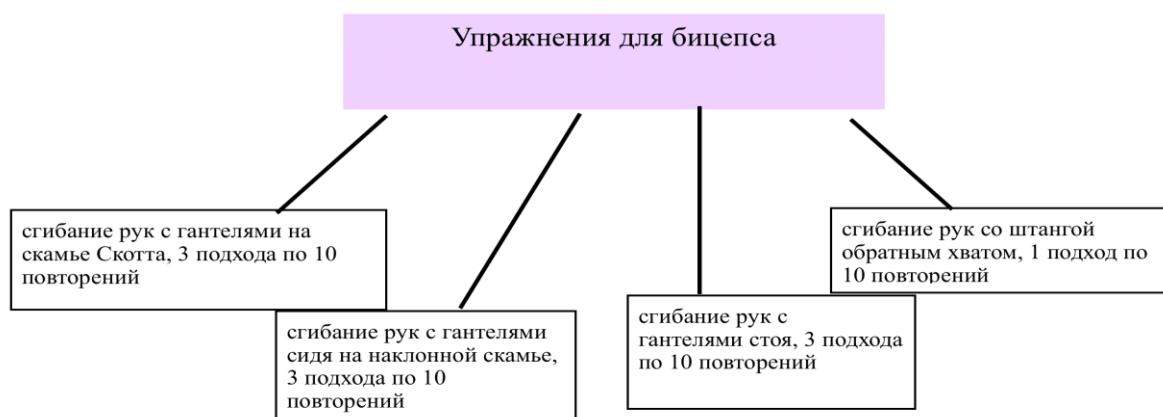 Упражнения для бицепса
сгибание рук с гантелями на
скамье Скотта, 3 подхода по 10
повторений
сгибание рук с гантелями
сидя на наклонной скамье,
3 подхода по 10
повторений
сгибание рук с
гантелями стоя, 3 подхода
по 10 повторений
сгибание рук со штангой
обратным хватом, 1 подход по
10 повторений